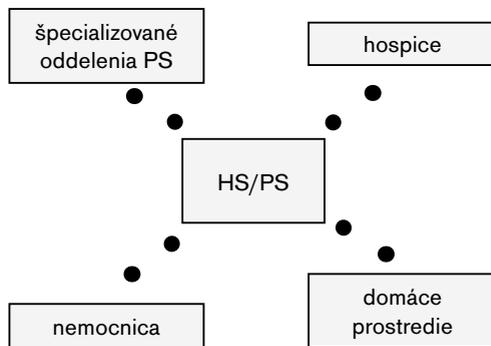 špecializované
oddelenia PS
hospice
HS/PS
nemocnica
domáce
prostredie